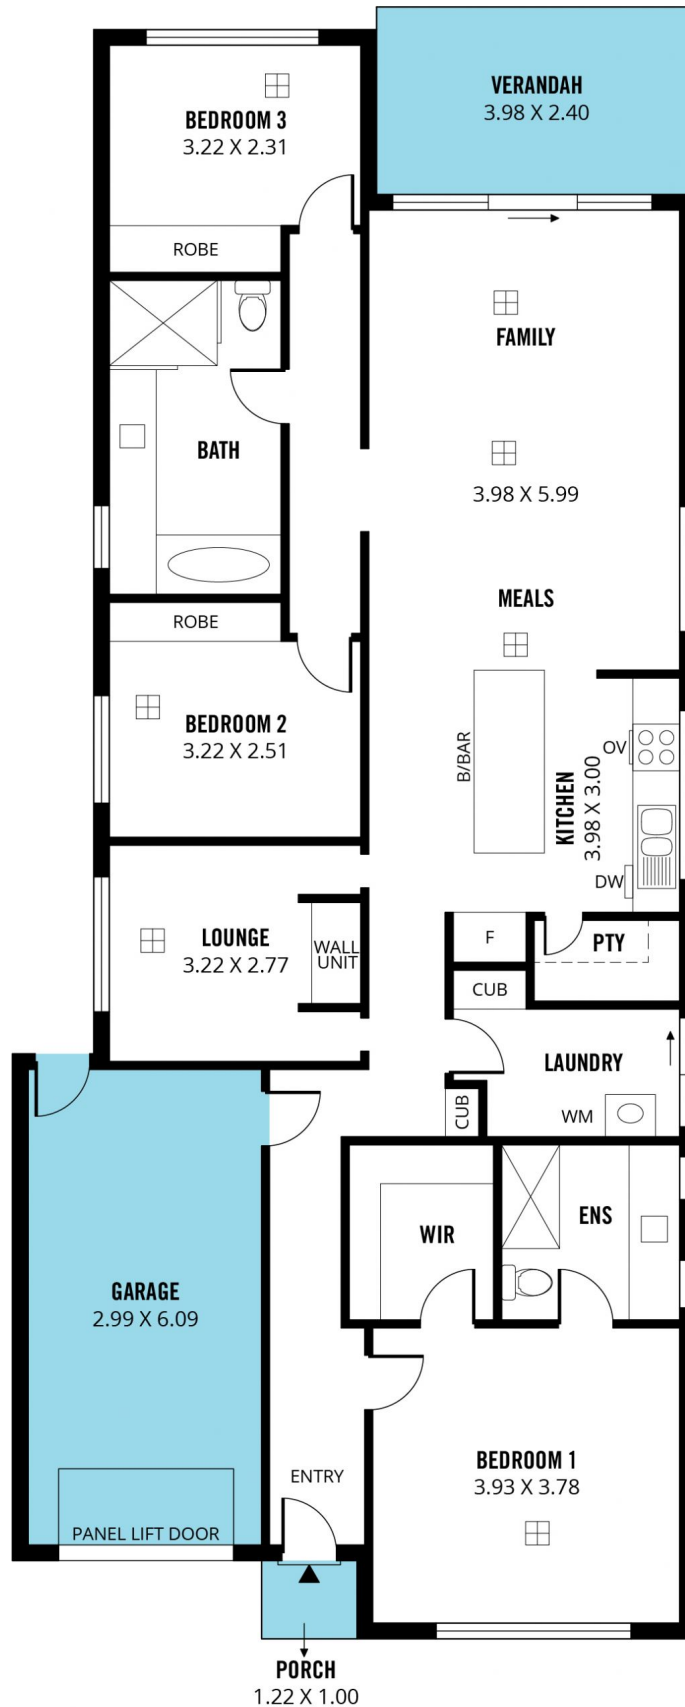 VERANDAH
3.98 X 2.40
BEDROOM 3
3.22 X 2.31
ROBE
FAMILY
BATH
3.98 X 5.99
MEALS
ROBE
BEDROOM 2
3.22 X 2.51
B/BAR
KITCHEN
3.98 X 3.00
OV
DW
LOUNGE
3.22 X 2.77
WALL
UNIT
F
PTY
CUB
LAUNDRY
WM
CUB
WIR
ENS
GARAGE
2.99 X 6.09
BEDROOM 1
3.93 X 3.78
ENTRY
PANEL LIFT DOOR
PORCH
1.22 X 1.00